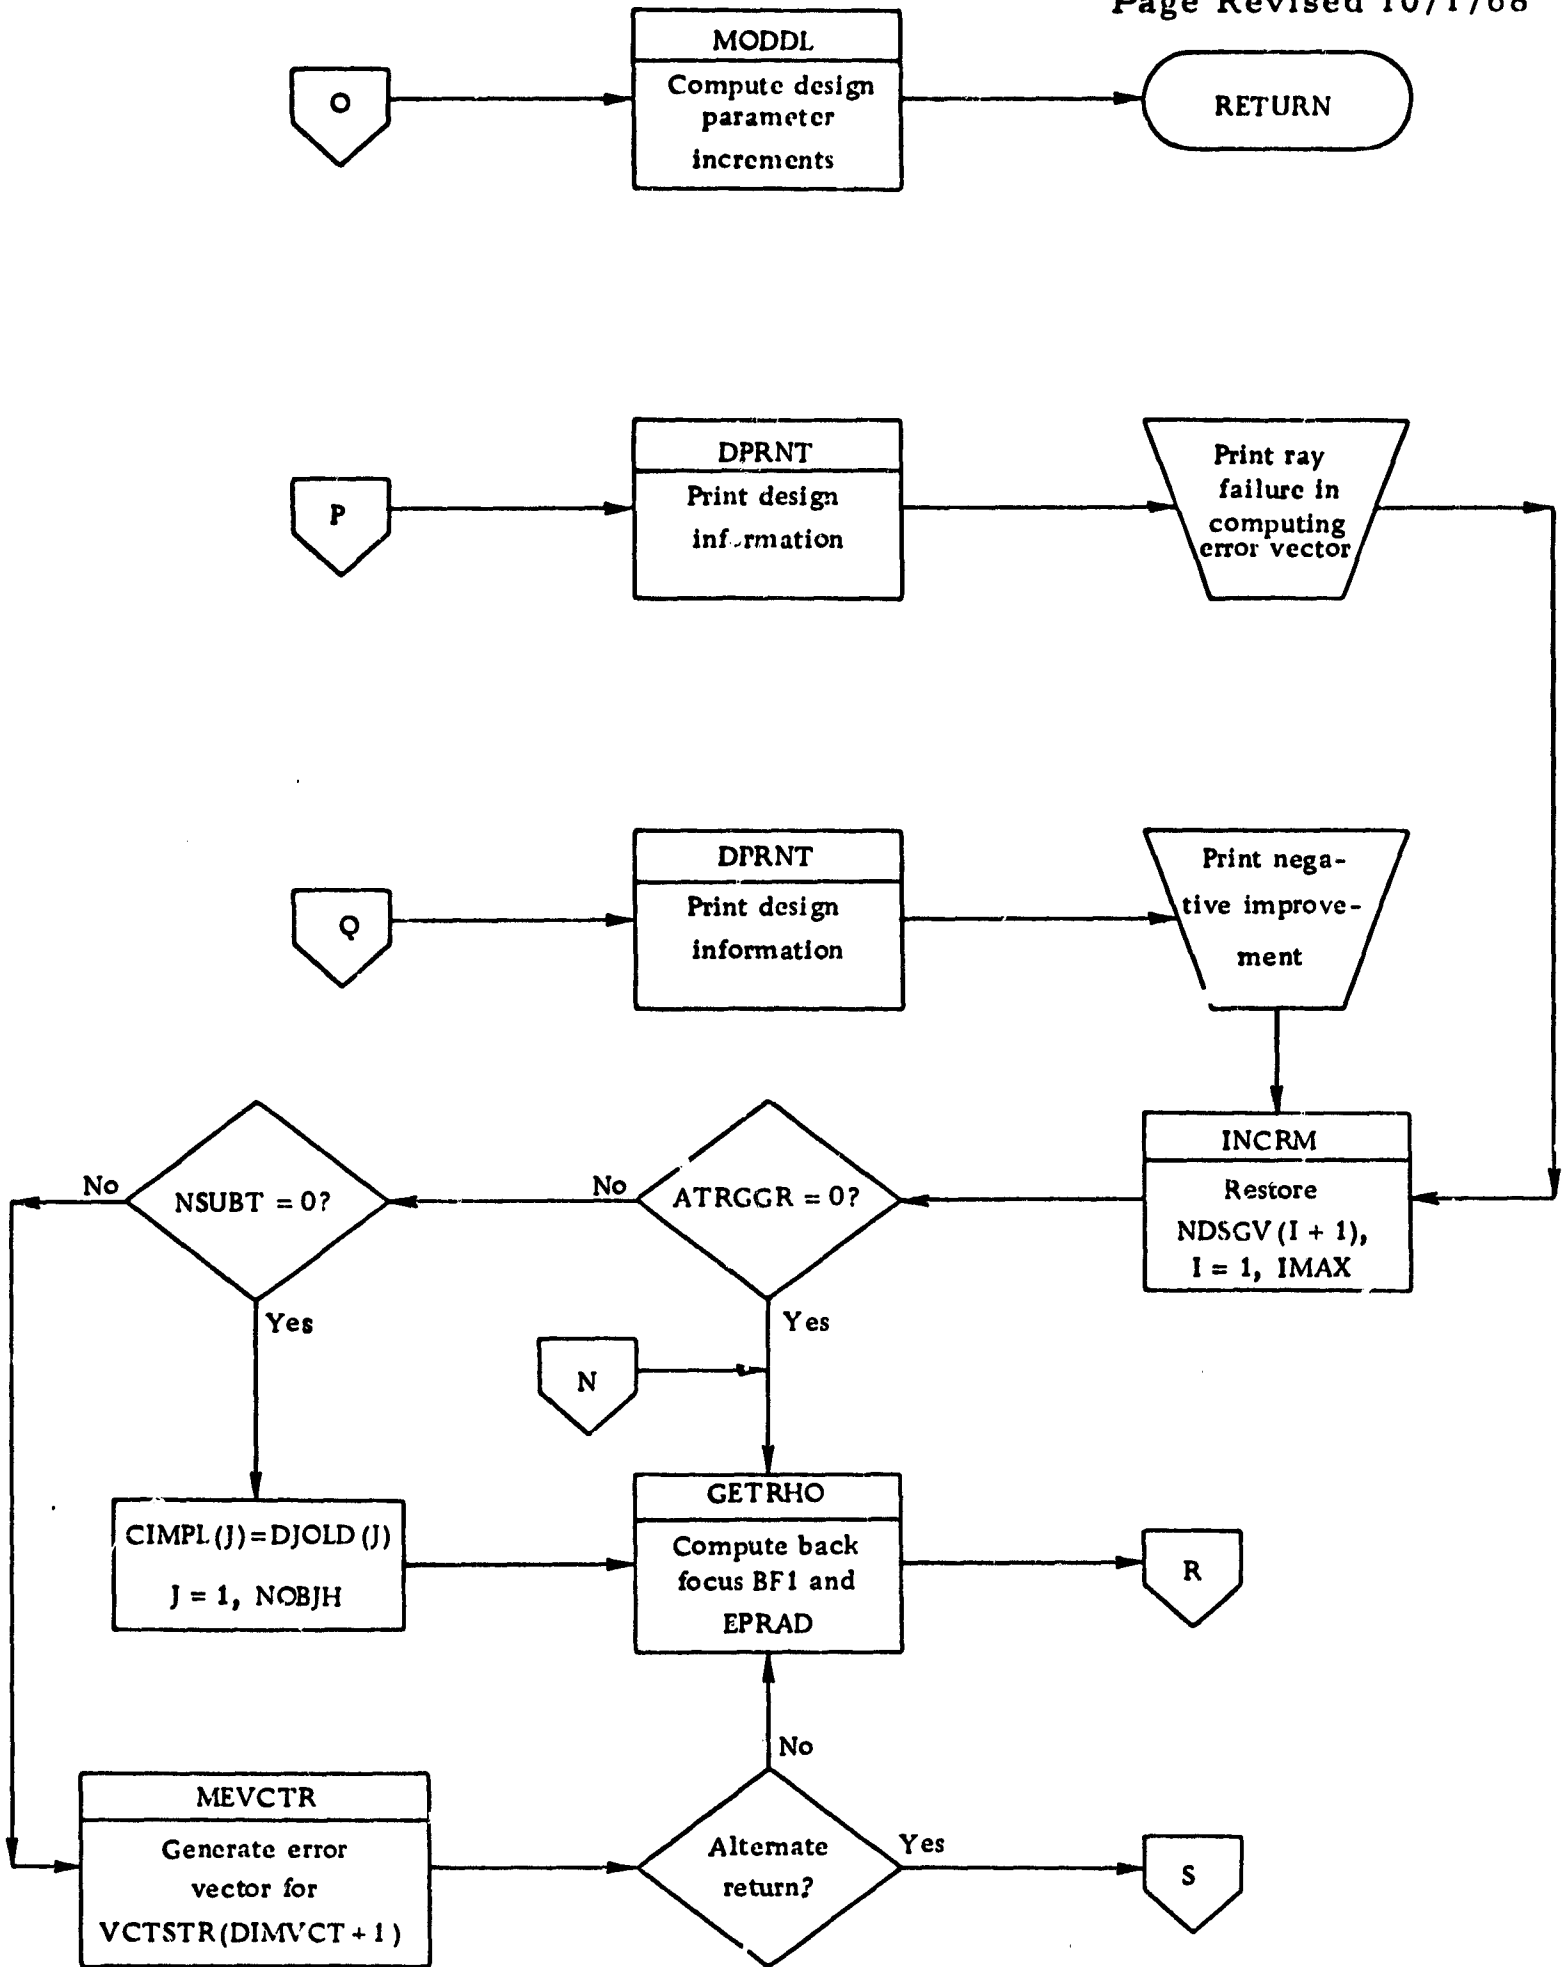 Page Revised 10/1/68
O
MODDL
Compute design
parameter
increments
RETURN
P
DPRNT
Print design
information
Print ray
failure in
computing
error vector
Q
DPRNT
Print design
information
Print nega-
tive improve-
ment
INCRM
Restore
NDSGV(I + 1),
I = 1, IMAX
ATRGGR = 0?
No
Yes
NSUBT = 0?
No
Yes
N
CIMPL(J)=DJOLD(J)
J = 1, NOBJH
GETRHO
Compute back
focus BF1 and
EPRAD
R
MEVCTR
Generate error
vector for
VCTSTR(DIMVCT + 1)
Alternate
return?
No
Yes
S